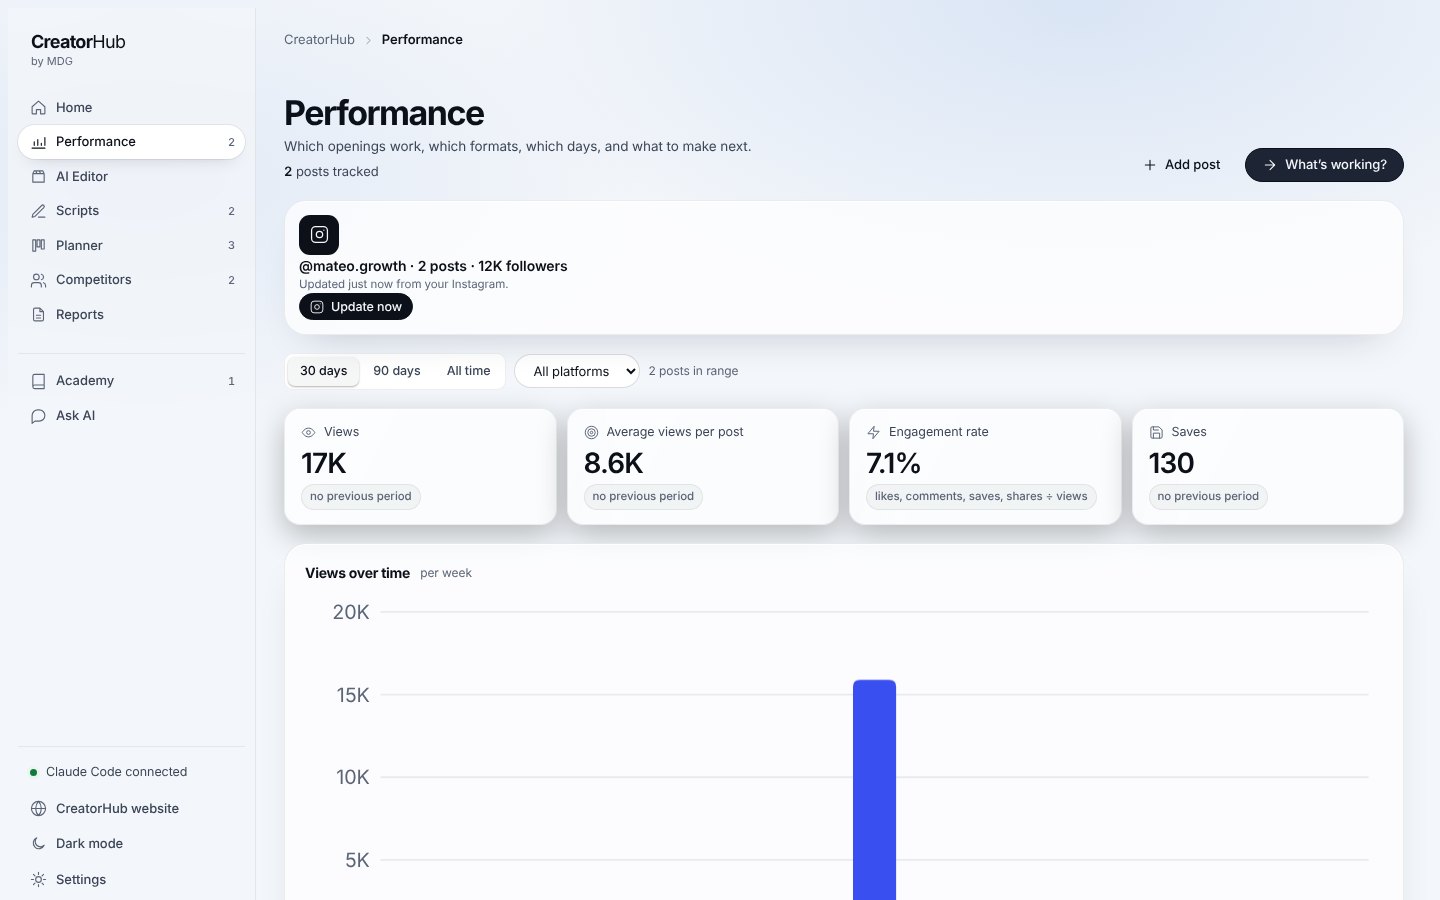 CreatorHub
by MDG
Home
Performance 2
AI Editor
Scripts 2
Planner 3
Competitors 2
Reports
Academy 1
Ask AI
Claude Code connected
CreatorHub website
Dark mode
Settings
CreatorHub › Performance
Performance
Which openings work, which formats, which days, and what to make next.
2 posts tracked
Add post
What's working?
@mateo.growth · 2 posts · 12K followers
Updated just now from your Instagram.
Update now
30 days 90 days All time All platforms 2 posts in range
Views
17K
no previous period
Average views per post
8.6K
no previous period
Engagement rate
7.1%
likes, comments, saves, shares ÷ views
Saves
130
no previous period
Views over time per week
20K
15K
10K
5K